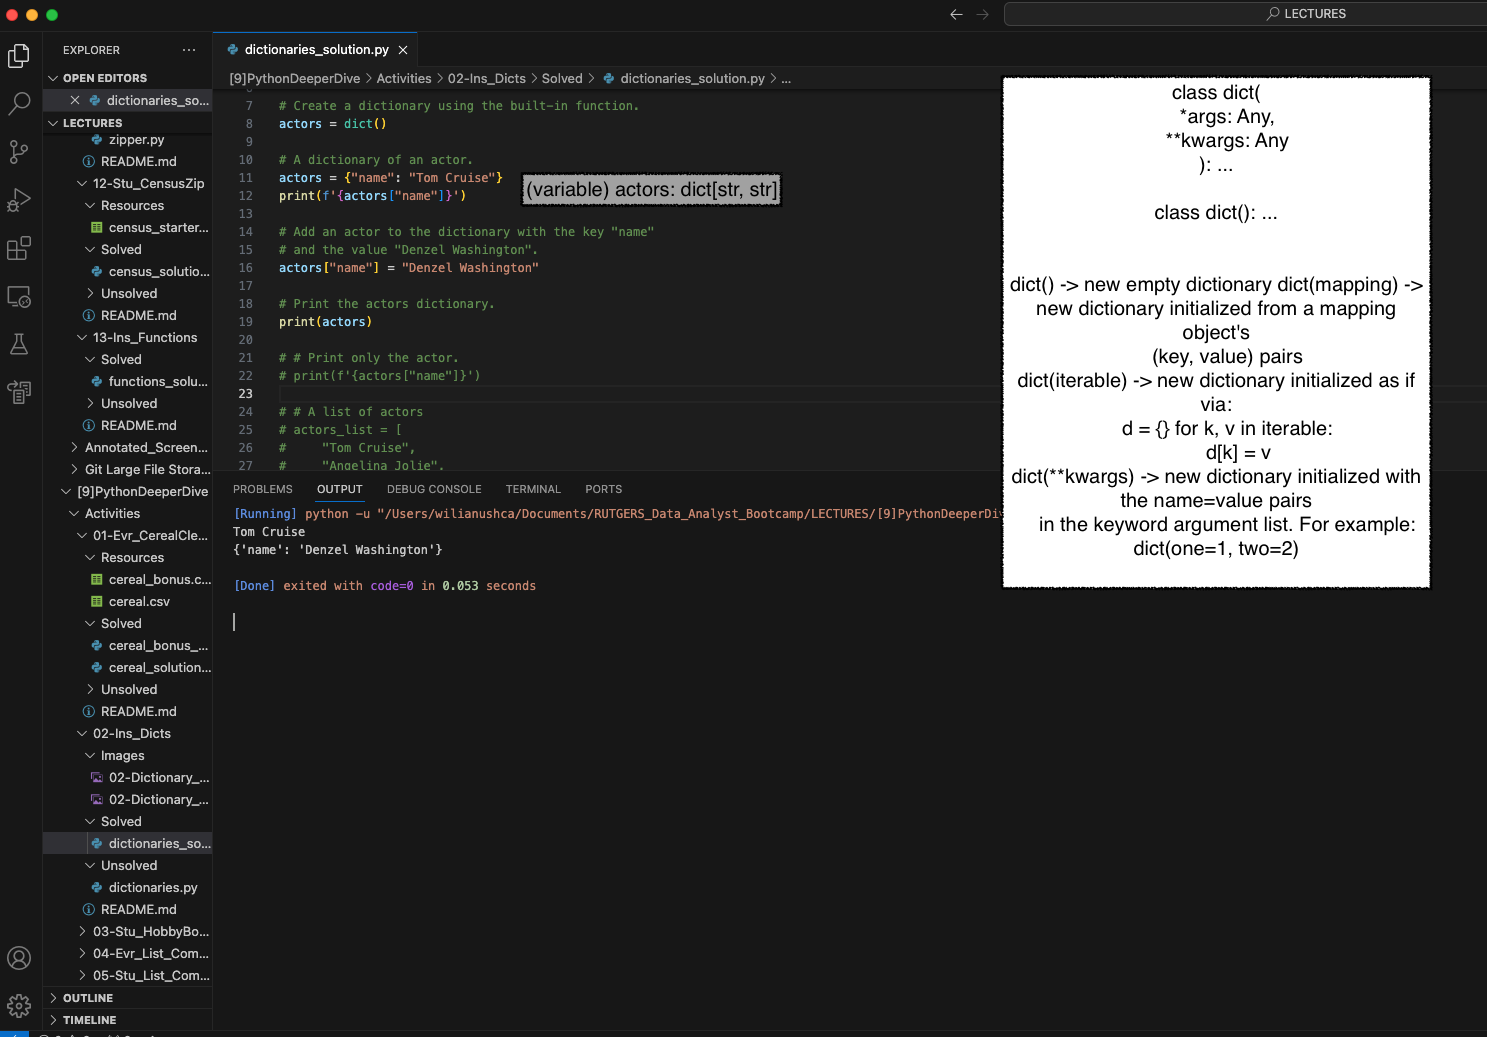 LECTURES
EXPLORER
OPEN EDITORS
dictionaries_so...
LECTURES
zipper.py
README.md
12-Stu_CensusZip
Resources
census_starter...
Solved
census_solutio...
Unsolved
README.md
13-Ins_Functions
Solved
functions_solu...
Unsolved
README.md
Annotated_Screen...
Git Large File Stora...
[9]PythonDeeperDive
Activities
01-Evr_CerealCle...
Resources
cereal_bonus.c...
cereal.csv
Solved
cereal_bonus_...
cereal_solution...
Unsolved
README.md
02-Ins_Dicts
Images
02-Dictionary_...
02-Dictionary_...
Solved
dictionaries_so...
Unsolved
dictionaries.py
README.md
03-Stu_HobbyBo...
04-Evr_List_Com...
05-Stu_List_Com...
OUTLINE
TIMELINE
dictionaries_solution.py
[9]PythonDeeperDive > Activities > 02-Ins_Dicts > Solved > dictionaries_solution.py > ...
7 # Create a dictionary using the built-in function.
8 actors = dict()
9
10 # A dictionary of an actor.
11 actors = {"name": "Tom Cruise"}
12 print(f'{actors["name"]}')
13
14 # Add an actor to the dictionary with the key "name"
15 # and the value "Denzel Washington".
16 actors["name"] = "Denzel Washington"
17
18 # Print the actors dictionary.
19 print(actors)
20
21 # # Print only the actor.
22 # print(f'{actors["name"]}')
23
24 # # A list of actors
25 # actors_list = [
26 #     "Tom Cruise",
27 #     "Angelina Jolie",
(variable) actors: dict[str, str]
PROBLEMS OUTPUT DEBUG CONSOLE TERMINAL PORTS
[Running] python -u "/Users/wilianushca/Documents/RUTGERS_Data_Analyst_Bootcamp/LECTURES/[9]PythonDeeperDiv
Tom Cruise
{'name': 'Denzel Washington'}
[Done] exited with code=0 in 0.053 seconds
class dict(
*args: Any,
**kwargs: Any
): ...
class dict(): ...
dict() -> new empty dictionary dict(mapping) ->
new dictionary initialized from a mapping
object's
(key, value) pairs
dict(iterable) -> new dictionary initialized as if
via:
d = {} for k, v in iterable:
d[k] = v
dict(**kwargs) -> new dictionary initialized with
the name=value pairs
in the keyword argument list. For example:
dict(one=1, two=2)